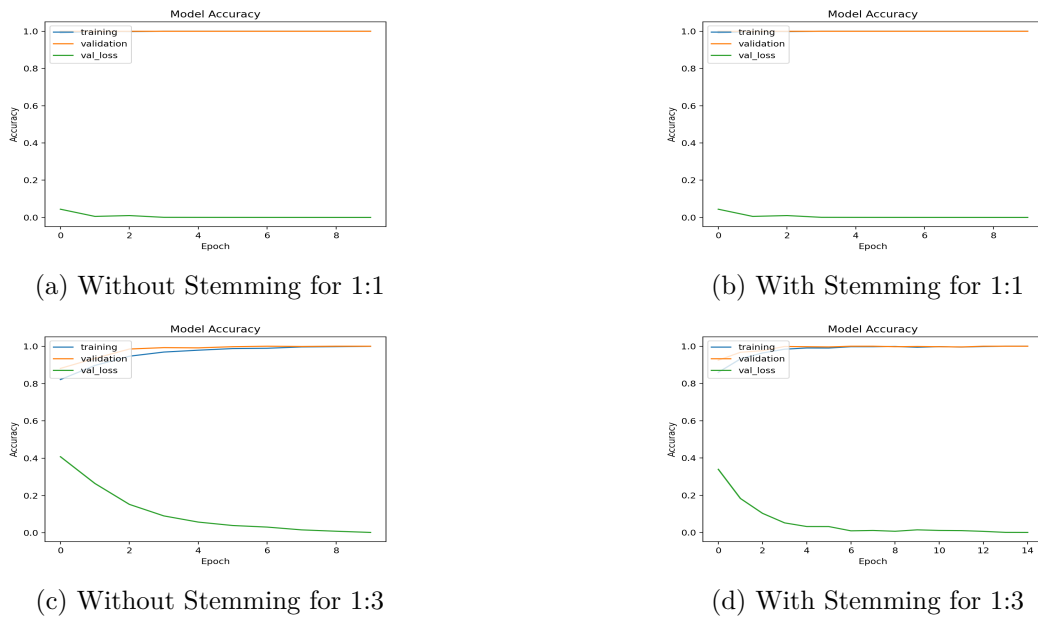 Model Accuracy
training
validation
val_loss
1.0
0.8
0.6
0.4
0.2
0.0
Accuracy
0 2 4 6 8
Epoch
(a) Without Stemming for 1:1
Model Accuracy
training
validation
val_loss
1.0
0.8
0.6
0.4
0.2
0.0
Accuracy
0 2 4 6 8
Epoch
(b) With Stemming for 1:1
Model Accuracy
training
validation
val_loss
1.0
0.8
0.6
0.4
0.2
0.0
Accuracy
0 2 4 6 8
Epoch
(c) Without Stemming for 1:3
Model Accuracy
training
validation
val_loss
1.0
0.8
0.6
0.4
0.2
0.0
Accuracy
0 2 4 6 8 10 12 14
Epoch
(d) With Stemming for 1:3